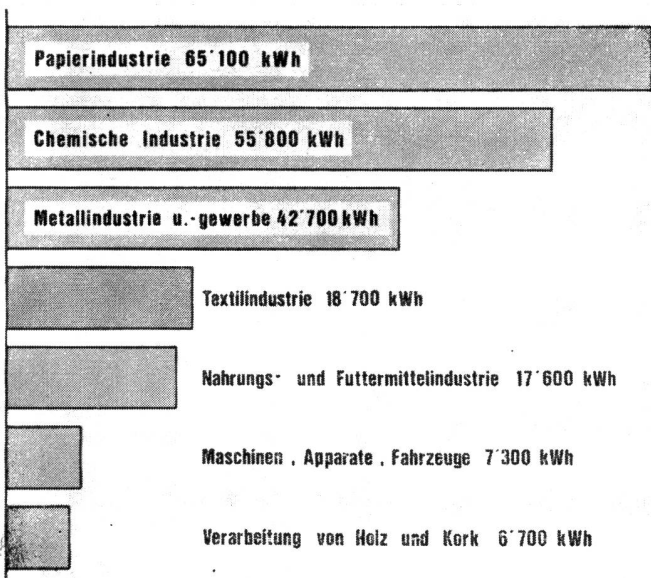 Papierindustrie 65´100 kWh
Chemische Industrie 55´800 kWh
Metallindustrie u.-gewerbe 42´700 kWh
Textilindustrie 18´700 kWh
Nahrungs- und Futtermittelindustrie 17´600 kWh
Maschinen , Apparate , Fahrzeuge 7´300 kWh
Verarbeitung von Holz und Kork 6´700 kWh